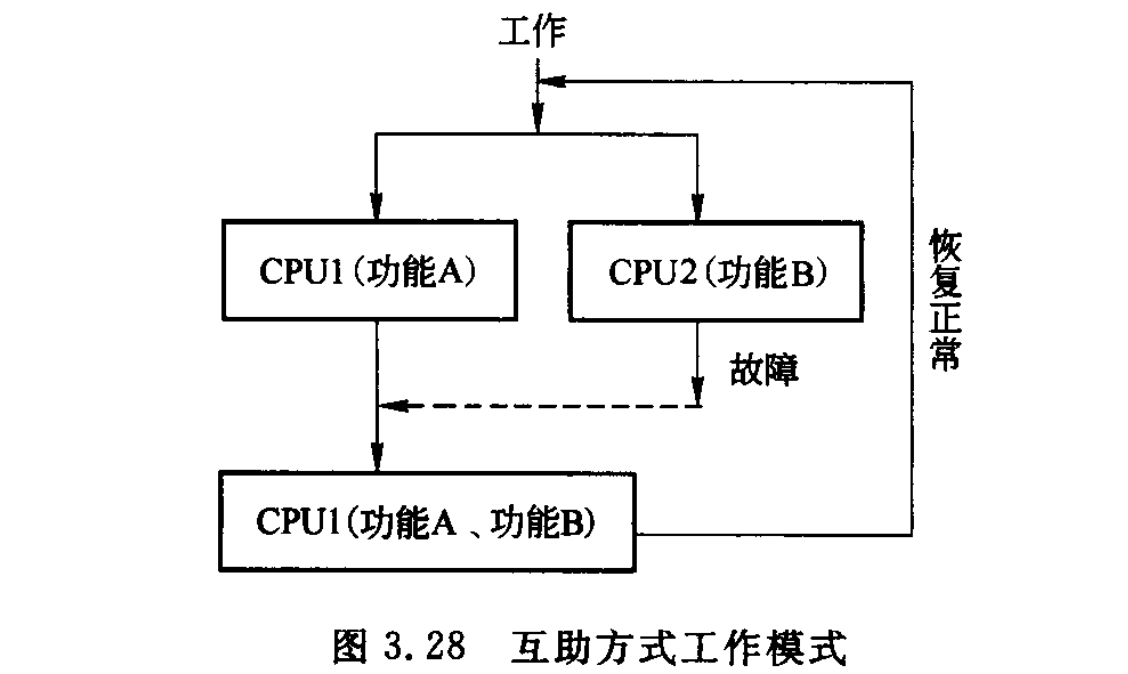 工作
CPU1(功能A)
CPU2(功能B)
恢复正常
故障
CPU1(功能A、功能B)
图 3.28 互助方式工作模式